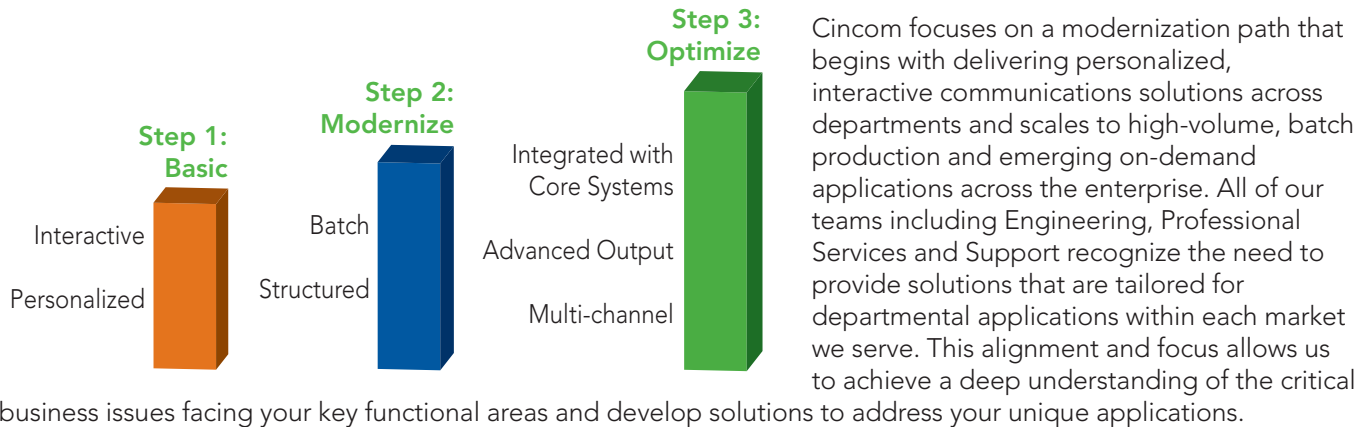 Step 1:
Basic
Interactive
Personalized
Step 2:
Modernize
Batch
Structured
Step 3:
Optimize
Integrated with
Core Systems
Advanced Output
Multi-channel
Cincom focuses on a modernization path that
begins with delivering personalized,
interactive communications solutions across
departments and scales to high-volume, batch
production and emerging on-demand
applications across the enterprise. All of our
teams including Engineering, Professional
Services and Support recognize the need to
provide solutions that are tailored for
departmental applications within each market
we serve. This alignment and focus allows us
to achieve a deep understanding of the critical
business issues facing your key functional areas and develop solutions to address your unique applications.